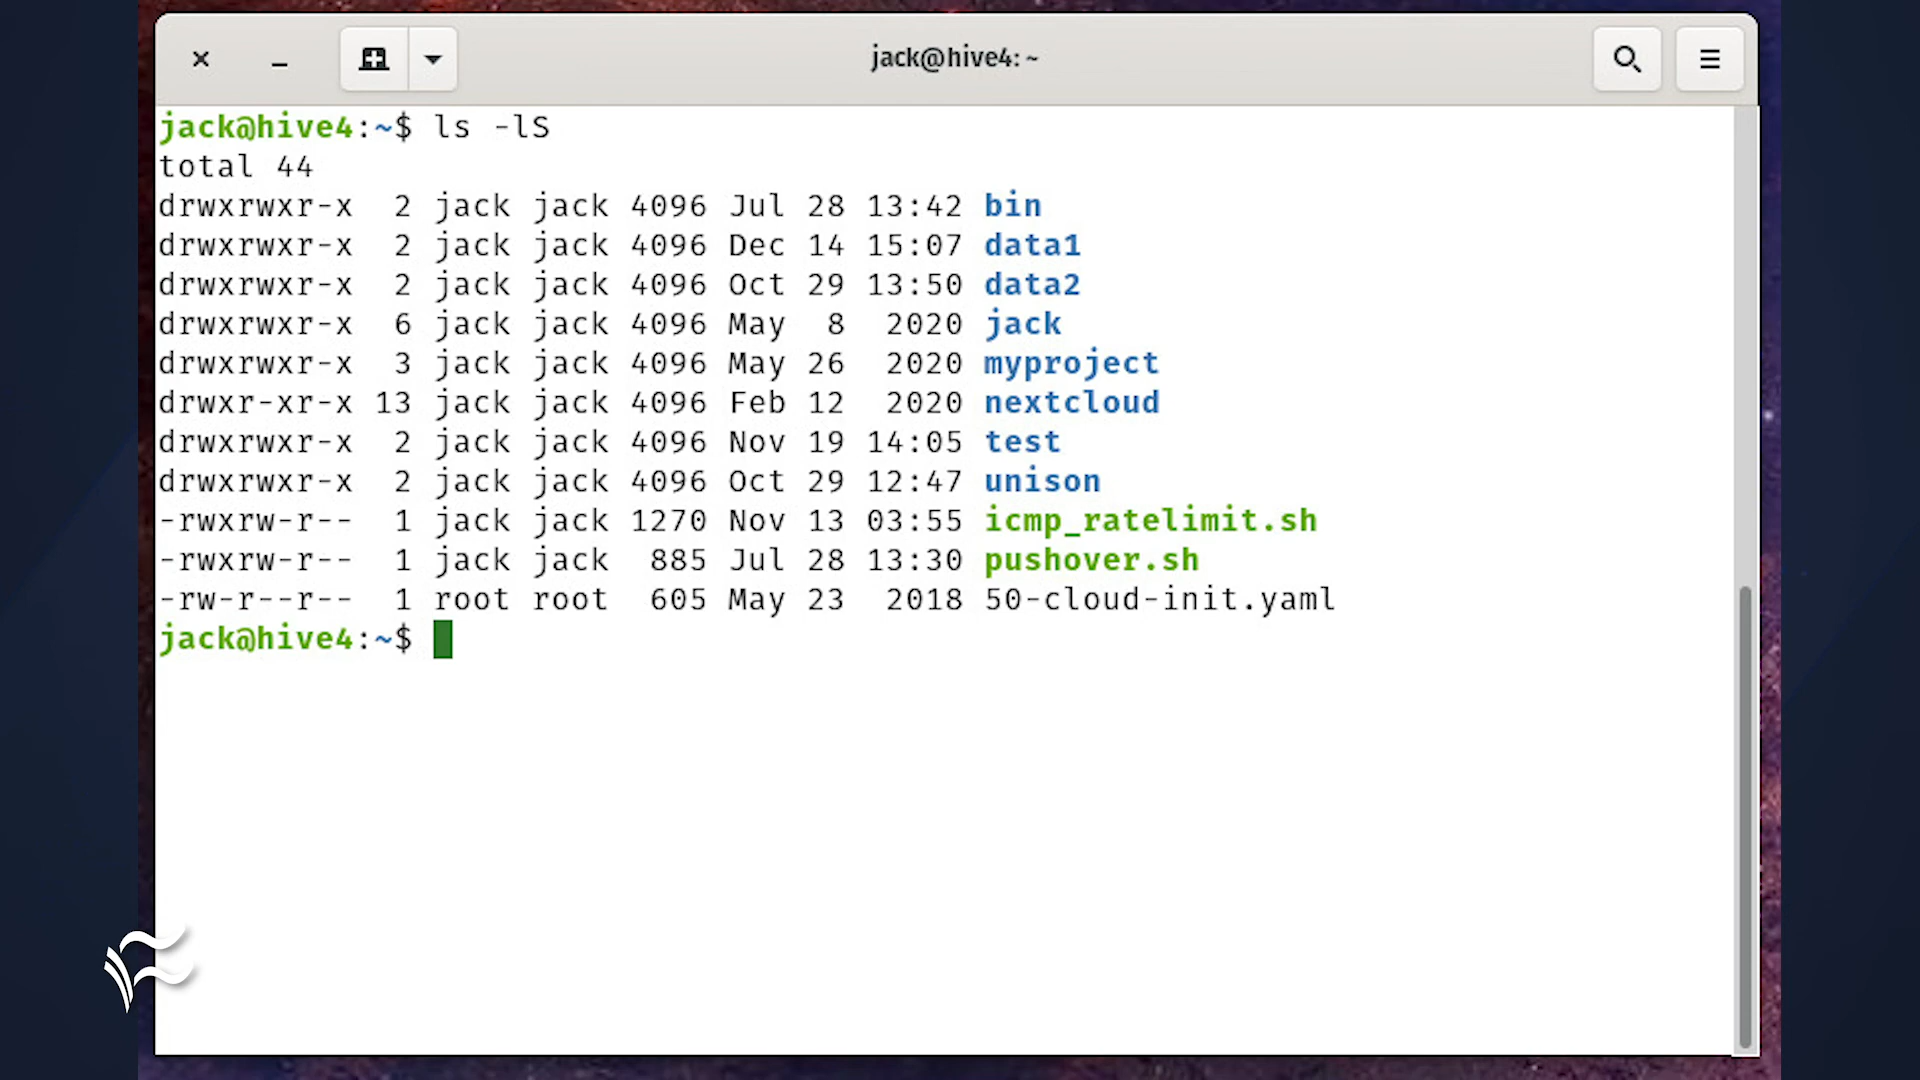 jack@hive4: ~
jack@hive4:~$ ls -lS
total 44
drwxrwxr-x  2 jack jack 4096 Jul 28 13:42 bin
drwxrwxr-x  2 jack jack 4096 Dec 14 15:07 data1
drwxrwxr-x  2 jack jack 4096 Oct 29 13:50 data2
drwxrwxr-x  6 jack jack 4096 May  8  2020 jack
drwxrwxr-x  3 jack jack 4096 May 26  2020 myproject
drwxr-xr-x 13 jack jack 4096 Feb 12  2020 nextcloud
drwxrwxr-x  2 jack jack 4096 Nov 19 14:05 test
drwxrwxr-x  2 jack jack 4096 Oct 29 12:47 unison
-rwxrw-r--  1 jack jack 1270 Nov 13 03:55 icmp_ratelimit.sh
-rwxrw-r--  1 jack jack  885 Jul 28 13:30 pushover.sh
-rw-r--r--  1 root root  605 May 23  2018 50-cloud-init.yaml
jack@hive4:~$